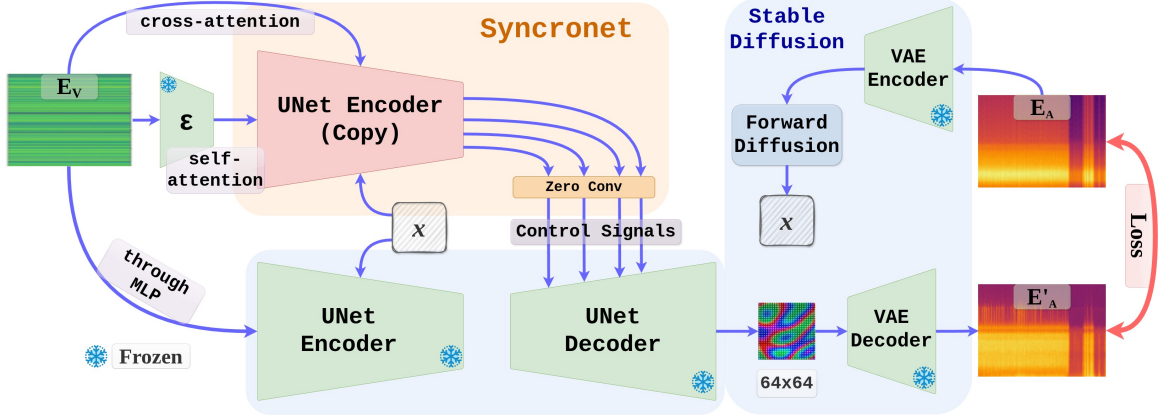 cross-attention
Syncronet
Stable
Diffusion
VAE
Encoder
E_V
ε
UNet Encoder
(Copy)
Forward
Diffusion
E_A
self-
attention
Zero Conv
x
x
Control Signals
Loss
through
MLP
UNet
Encoder
UNet
Decoder
VAE
Decoder
E'_A
Frozen
64x64